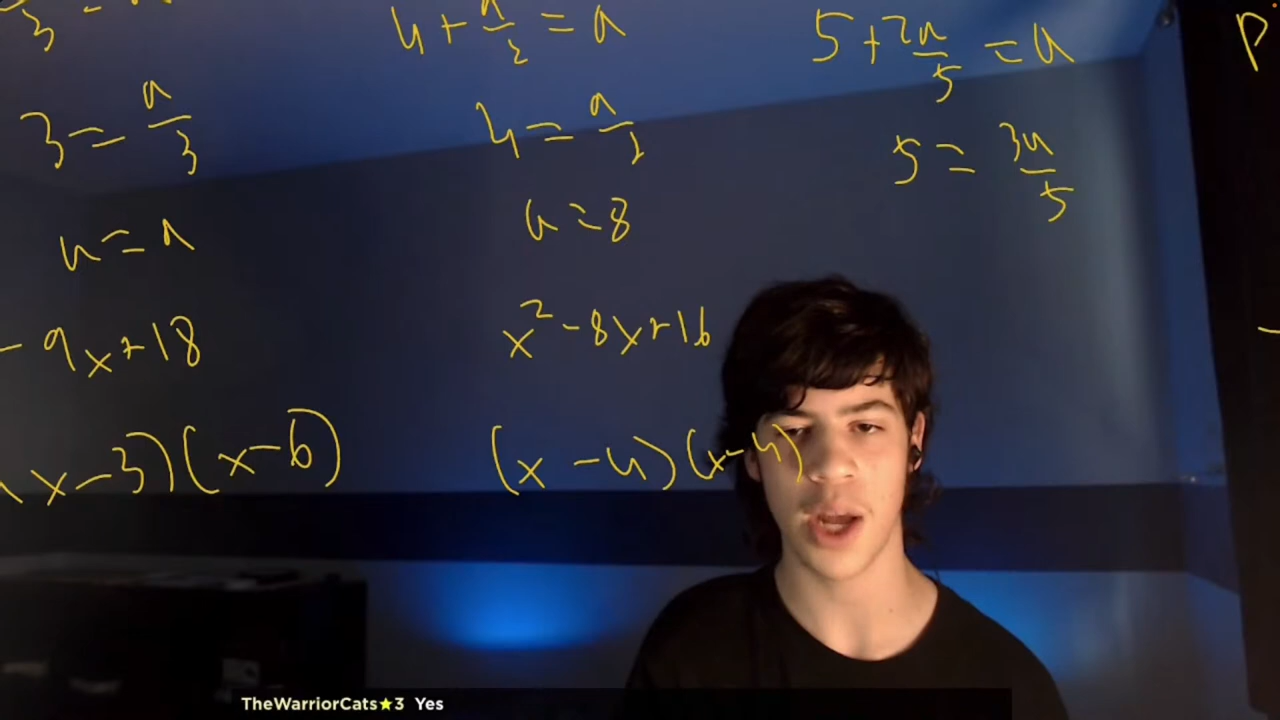 3
4 + a/2 = a
5 + 2a/5 = a
P
3 = a/3
4 = a/2
5 = 3a/5
a = 8
- 9x + 18
x² - 8x + 16
(x - 3)(x - 6)
(x - 4)(x - 4)
TheWarriorCats★3 Yes